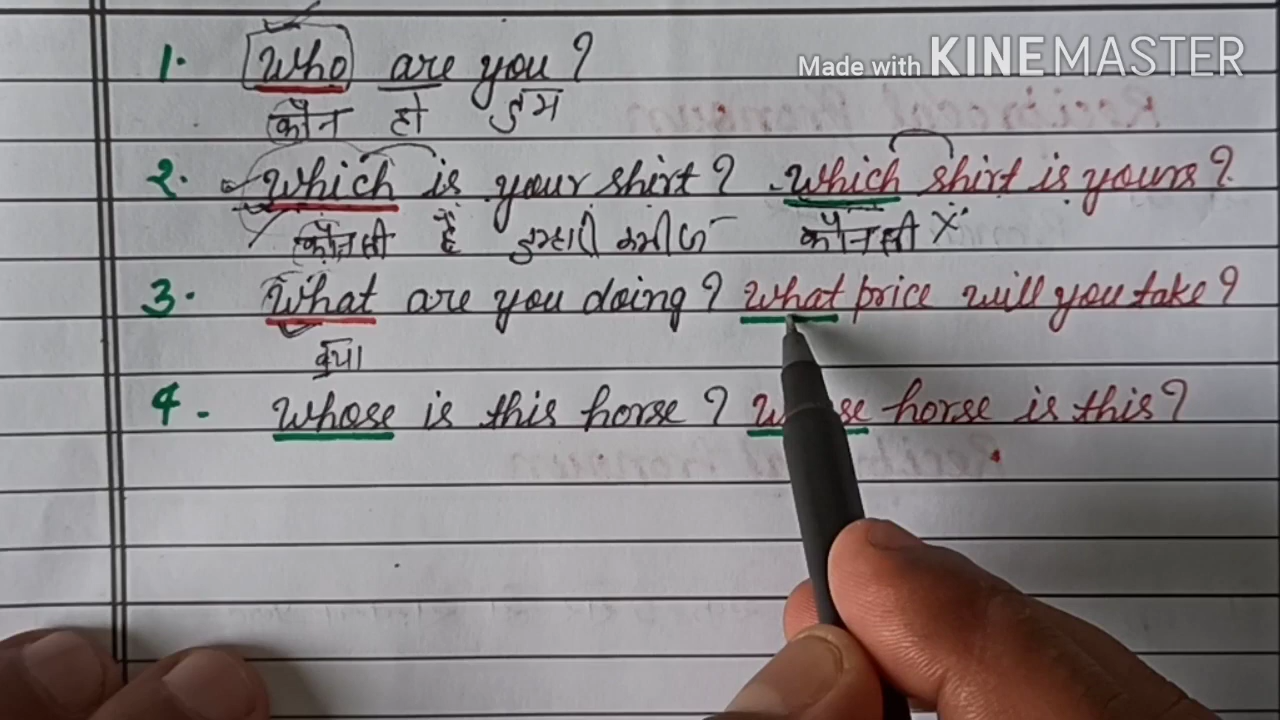 Made with KINEMASTER
1. Who are you ?
कौन हो तुम
2. Which is your shirt ? Which shirt is yours ?
कौनसी है तुम्हारी कमीज कौनसी ×
3. What are you doing ? What price will you take ?
क्या
4. Whose is this horse ? horse is this ?